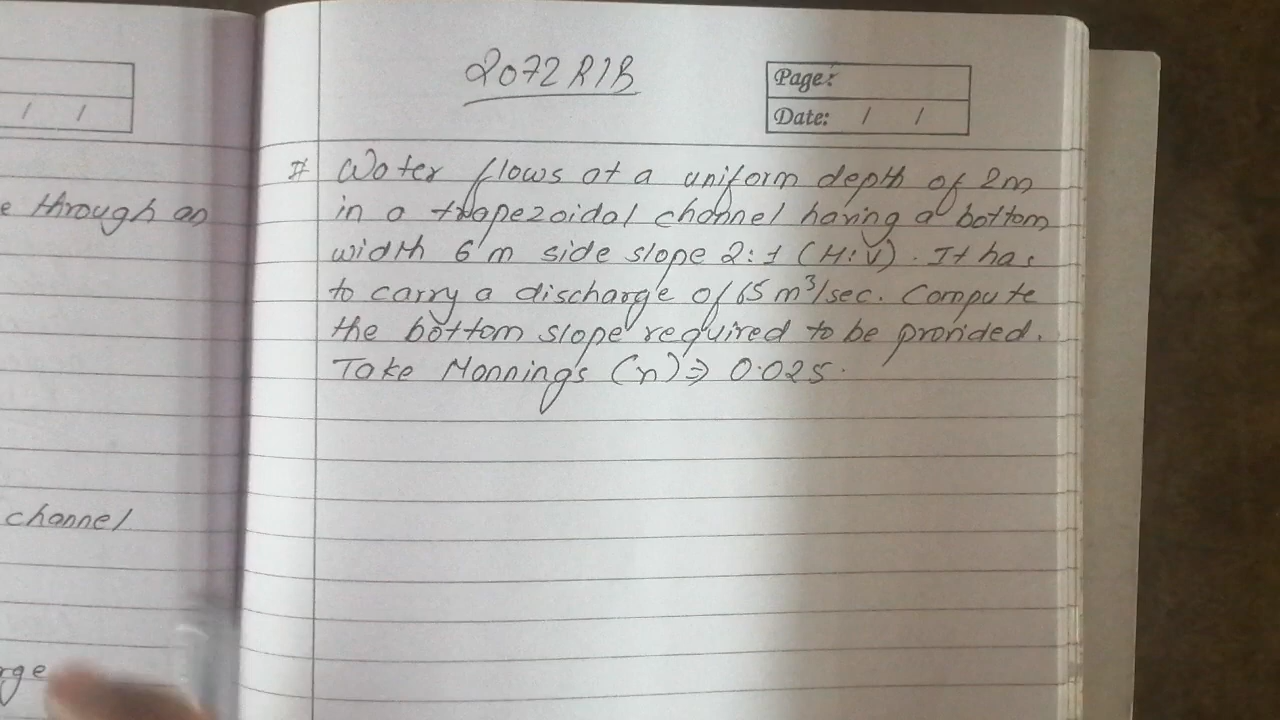 2072 R/B
Page:
Date: / /
/ /
# Water flows at a uniform depth of 2m
e through an
in a trapezoidal channel having a bottom
width 6 m side slope 2:1 (H:V). It has
to carry a discharge of 65 m³/sec. Compute
the bottom slope required to be provided.
Take Mannings (n) ⇒ 0.025.
channel
rge